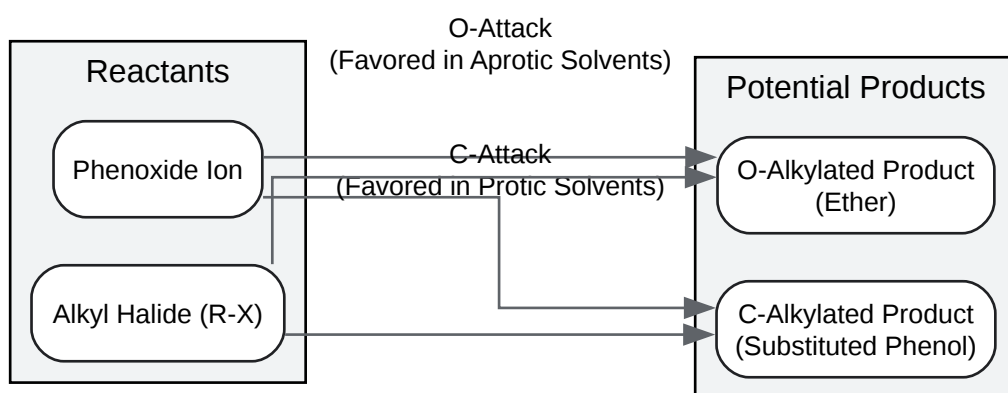 O-Attack
(Favored in Aprotic Solvents)
Reactants
Potential Products
Phenoxide Ion
C-Attack
(Favored in Protic Solvents)
O-Alkylated Product
(Ether)
Alkyl Halide (R-X)
C-Alkylated Product
(Substituted Phenol)